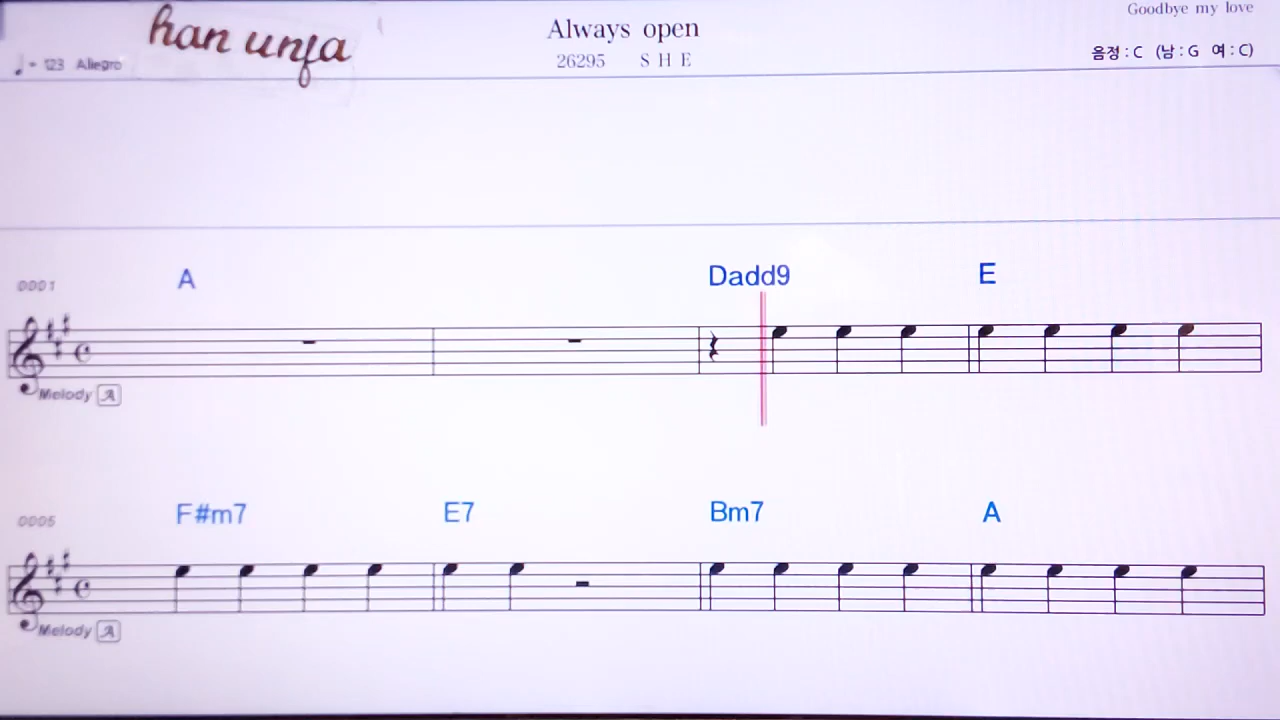 Goodbye my love
han unfa
Always open
26295 S H E
음정 : C (남 : G 여 : C)
♩ = 123 Allegro
0001 A Dadd9 E
Melody A
0005 F#m7 E7 Bm7 A
Melody A